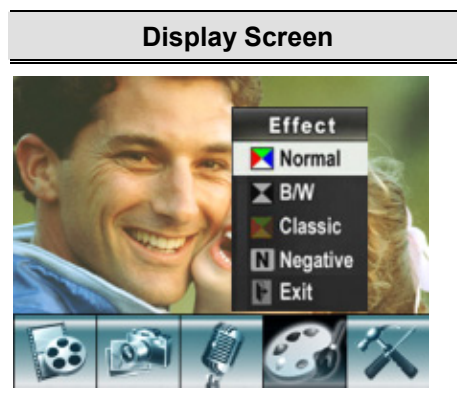 Display Screen
Effect
Normal
B/W
Classic
N Negative
Exit